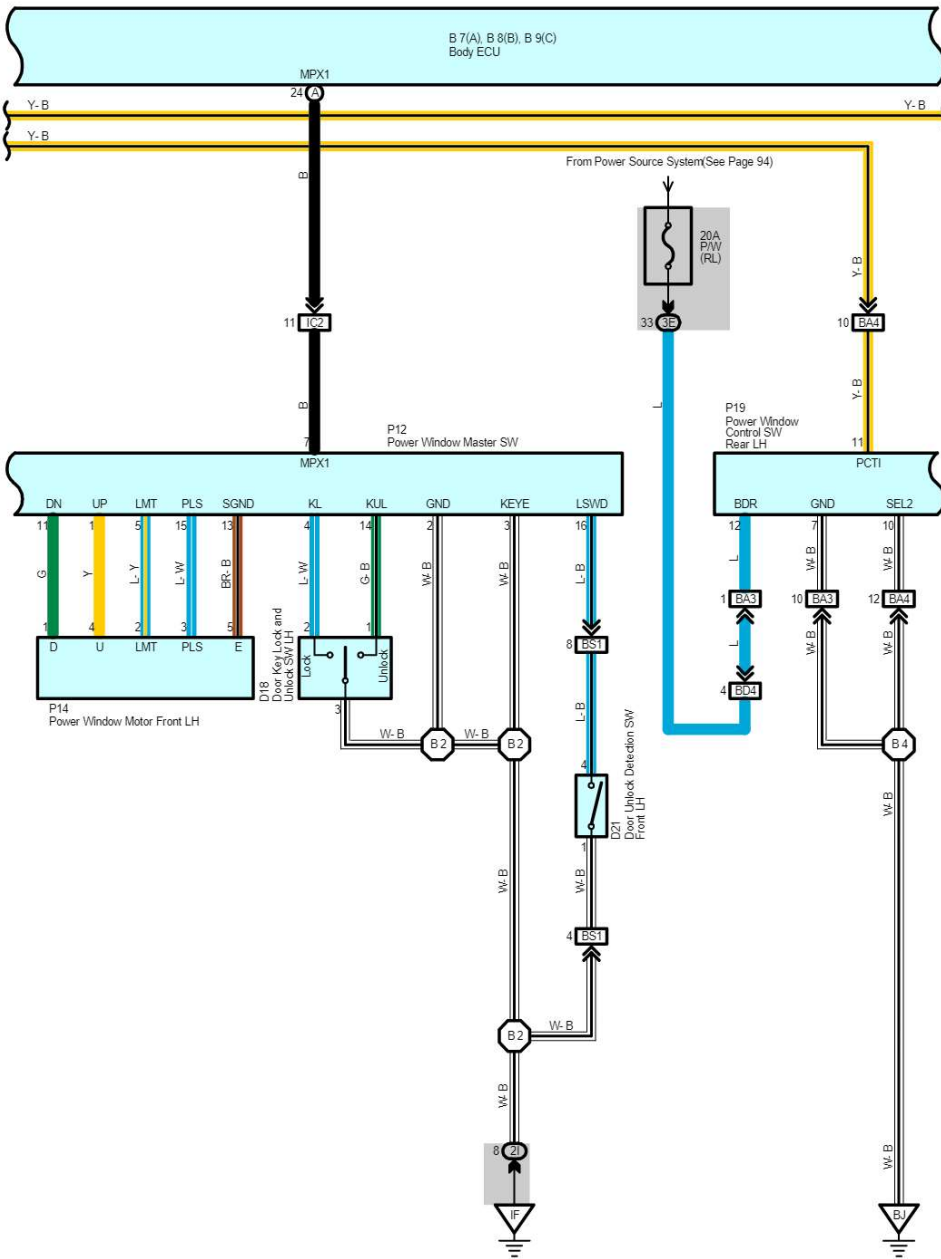 B 7(A), B 8(B), B 9(C)
Body ECU
MPX1
24 A
Y- B
Y- B
Y- B
From Power Source System(See Page 94)
B
20A
P/W
(RL)
Y- B
11 IC2
33 3E
10 BA4
B
L
Y- B
P12
Power Window Master SW
P19
Power Window
Control SW
Rear LH
7
11
MPX1
PCTI
DN UP LMT PLS SGND KL KUL GND KEYE LSWD
BDR GND SEL2
11 1 5 15 13 4 14 2 3 16
12 7 10
G Y L- Y L- W BR- B L- W G- B W- B W- B L- B
L W- B W- B
1 BA3
10 BA3
12 BA4
1 4 2 3 5 2 1
D U LMT PLS E
Lock
Unlock
8 BS1
L W- B W- B
D18
Door Key Lock and
Unlock SW LH
4 BD4
P14
Power Window Motor Front LH
3
L- B
W- B
B 2
W- B
B 2
B 4
4
D21
Door Unlock Detection SW
Front LH
W- B
1
W- B
W- B
4 BS1
B 2
W- B
W- B
8 2I
W- B
IF
BJ